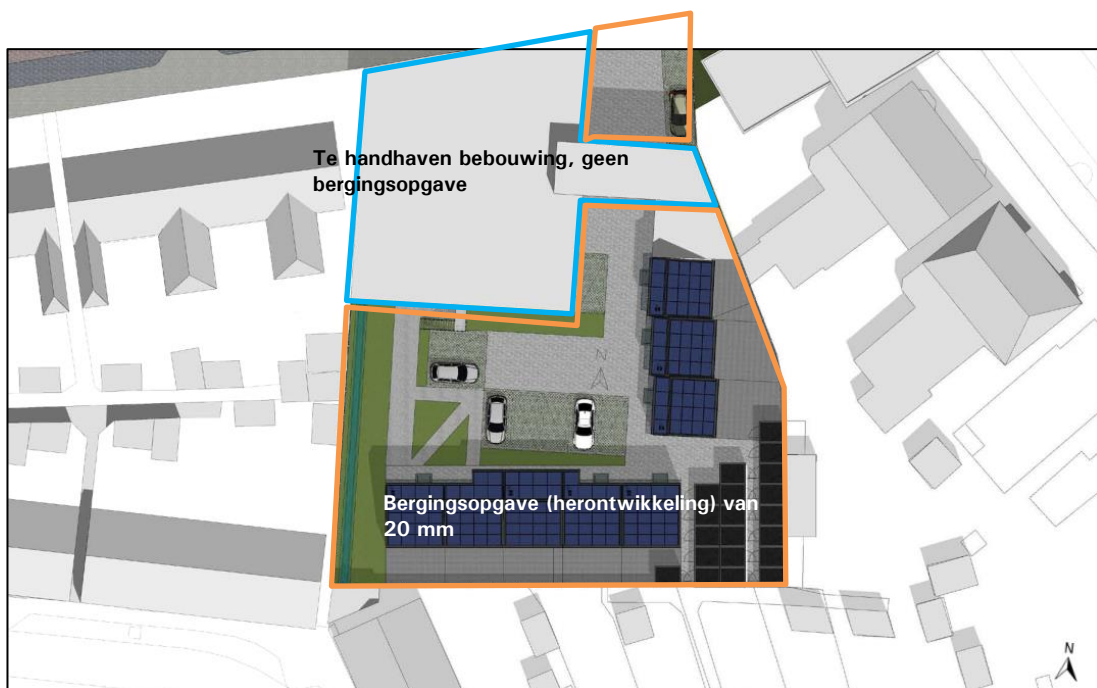 Te handhaven bebouwing, geen
bergingsopgave
N
Bergingsopgave (herontwikkeling) van
20 mm
N